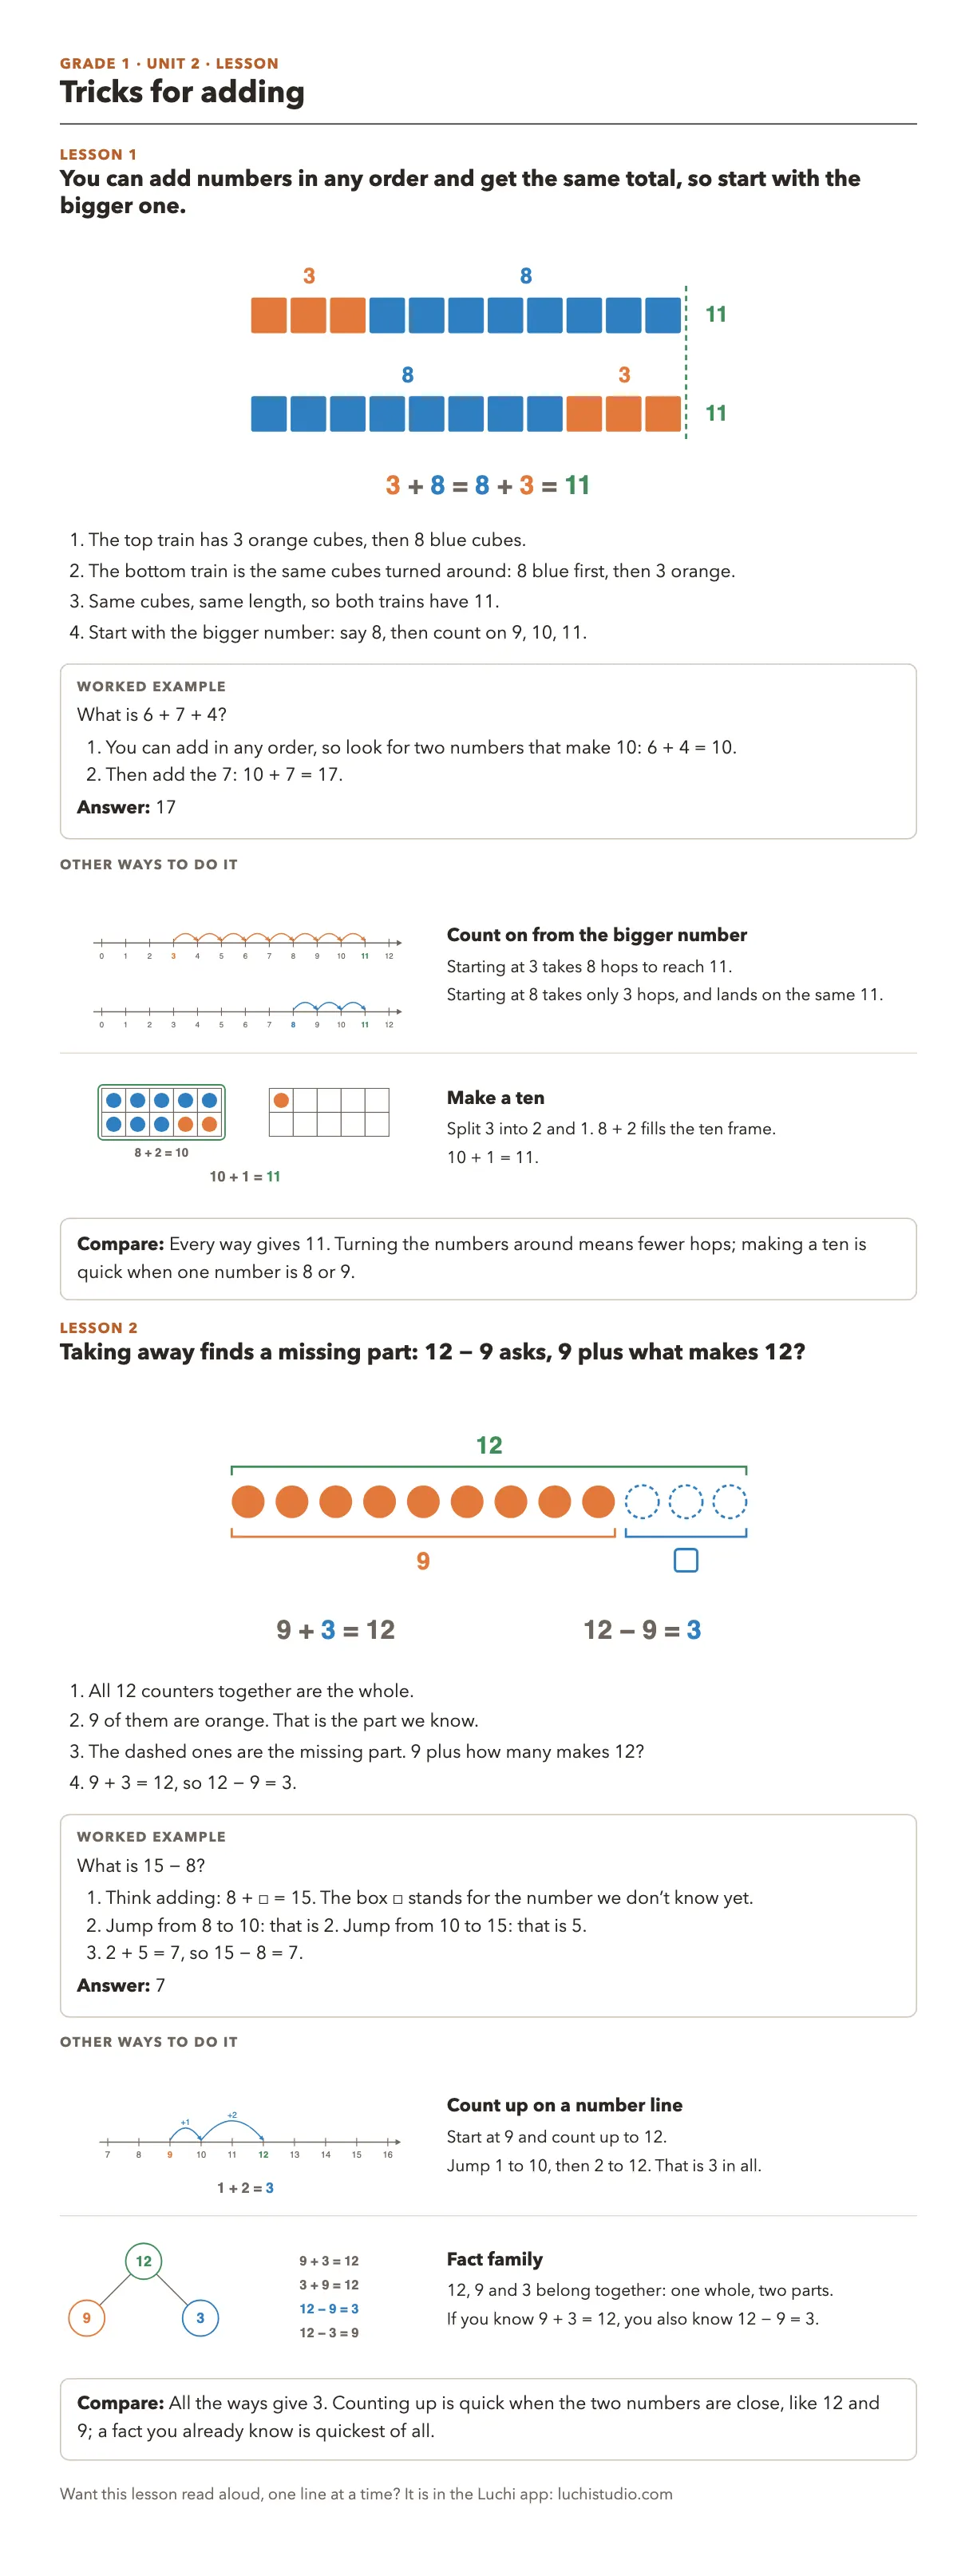 GRADE 1 · UNIT 2 · LESSON
Tricks for adding
LESSON 1
You can add numbers in any order and get the same total, so start with the
bigger one.
3 8
11
8 3
11
3 + 8 = 8 + 3 = 11
1. The top train has 3 orange cubes, then 8 blue cubes.
2. The bottom train is the same cubes turned around: 8 blue first, then 3 orange.
3. Same cubes, same length, so both trains have 11.
4. Start with the bigger number: say 8, then count on 9, 10, 11.
WORKED EXAMPLE
What is 6 + 7 + 4?
1. You can add in any order, so look for two numbers that make 10: 6 + 4 = 10.
2. Then add the 7: 10 + 7 = 17.
Answer: 17
OTHER WAYS TO DO IT
0 1 2 3 4 5 6 7 8 9 10 11 12
0 1 2 3 4 5 6 7 8 9 10 11 12
Count on from the bigger number
Starting at 3 takes 8 hops to reach 11.
Starting at 8 takes only 3 hops, and lands on the same 11.
8 + 2 = 10
10 + 1 = 11
Make a ten
Split 3 into 2 and 1. 8 + 2 fills the ten frame.
10 + 1 = 11.
Compare: Every way gives 11. Turning the numbers around means fewer hops; making a ten is
quick when one number is 8 or 9.
LESSON 2
Taking away finds a missing part: 12 − 9 asks, 9 plus what makes 12?
12
9
9 + 3 = 12 12 − 9 = 3
1. All 12 counters together are the whole.
2. 9 of them are orange. That is the part we know.
3. The dashed ones are the missing part. 9 plus how many makes 12?
4. 9 + 3 = 12, so 12 − 9 = 3.
WORKED EXAMPLE
What is 15 − 8?
1. Think adding: 8 + □ = 15. The box □ stands for the number we don't know yet.
2. Jump from 8 to 10: that is 2. Jump from 10 to 15: that is 5.
3. 2 + 5 = 7, so 15 − 8 = 7.
Answer: 7
OTHER WAYS TO DO IT
+1 +2
7 8 9 10 11 12 13 14 15 16
1 + 2 = 3
Count up on a number line
Start at 9 and count up to 12.
Jump 1 to 10, then 2 to 12. That is 3 in all.
12
9 3
9 + 3 = 12
3 + 9 = 12
12 − 9 = 3
12 − 3 = 9
Fact family
12, 9 and 3 belong together: one whole, two parts.
If you know 9 + 3 = 12, you also know 12 − 9 = 3.
Compare: All the ways give 3. Counting up is quick when the two numbers are close, like 12 and
9; a fact you already know is quickest of all.
Want this lesson read aloud, one line at a time? It is in the Luchi app: luchistudio.com